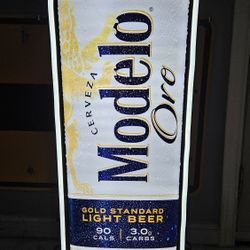 CERVEZA
Modelo
Oro
GOLD STANDARD
LIGHT BEER
90 | 3.0g
CALS | CARBS